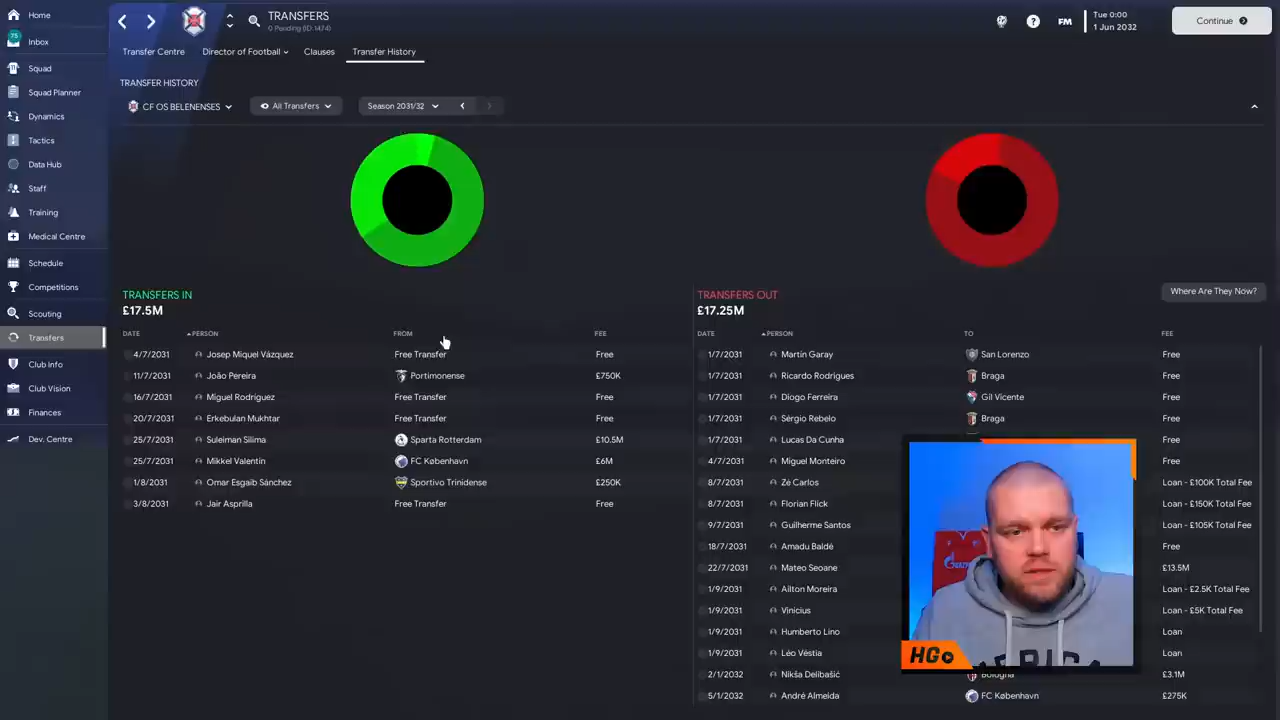 Home
TRANSFERS
0 Pending (ID: 1474)
FM
Tue 0:00
1 Jun 2032
Continue
75
Inbox
Transfer Centre
Director of Football
Clauses
Transfer History
Squad
Squad Planner
Dynamics
Tactics
Data Hub
Staff
Training
Medical Centre
Schedule
Competitions
Scouting
Transfers
Club Info
Club Vision
Finances
Dev. Centre
TRANSFER HISTORY
CF OS BELENENSES
All Transfers
Season 2031/32
TRANSFERS IN
£17.5M
DATE PERSON FROM FEE
4/7/2031 Josep Miquel Vázquez Free Transfer Free
11/7/2031 João Pereira Portimonense £750K
16/7/2031 Miguel Rodríguez Free Transfer Free
20/7/2031 Erkebulan Mukhtar Free Transfer Free
25/7/2031 Suleiman Silima Sparta Rotterdam £10.5M
25/7/2031 Mikkel Valentin FC København £6M
1/8/2031 Omar Esgaib Sánchez Sportivo Trinidense £250K
3/8/2031 Jair Asprilla Free Transfer Free
TRANSFERS OUT
£17.25M
Where Are They Now?
DATE PERSON TO FEE
1/7/2031 Martín Garay San Lorenzo Free
1/7/2031 Ricardo Rodrigues Braga Free
1/7/2031 Diogo Ferreira Gil Vicente Free
1/7/2031 Sérgio Rebelo Braga Free
1/7/2031 Lucas Da Cunha Free
4/7/2031 Miguel Monteiro Free
8/7/2031 Zé Carlos Loan - £100K Total Fee
8/7/2031 Florian Flick Loan - £150K Total Fee
9/7/2031 Guilherme Santos Loan - £105K Total Fee
18/7/2031 Amadu Baldé Free
22/7/2031 Mateo Seoane £13.5M
1/9/2031 Aílton Moreira Loan - £2.5K Total Fee
1/9/2031 Vinícius Loan - £5K Total Fee
1/9/2031 Humberto Lino Loan
1/9/2031 Léo Véstia Loan
2/1/2032 Nikša Delibašić Bologna £3.1M
5/1/2032 André Almeida FC København £275K
HG